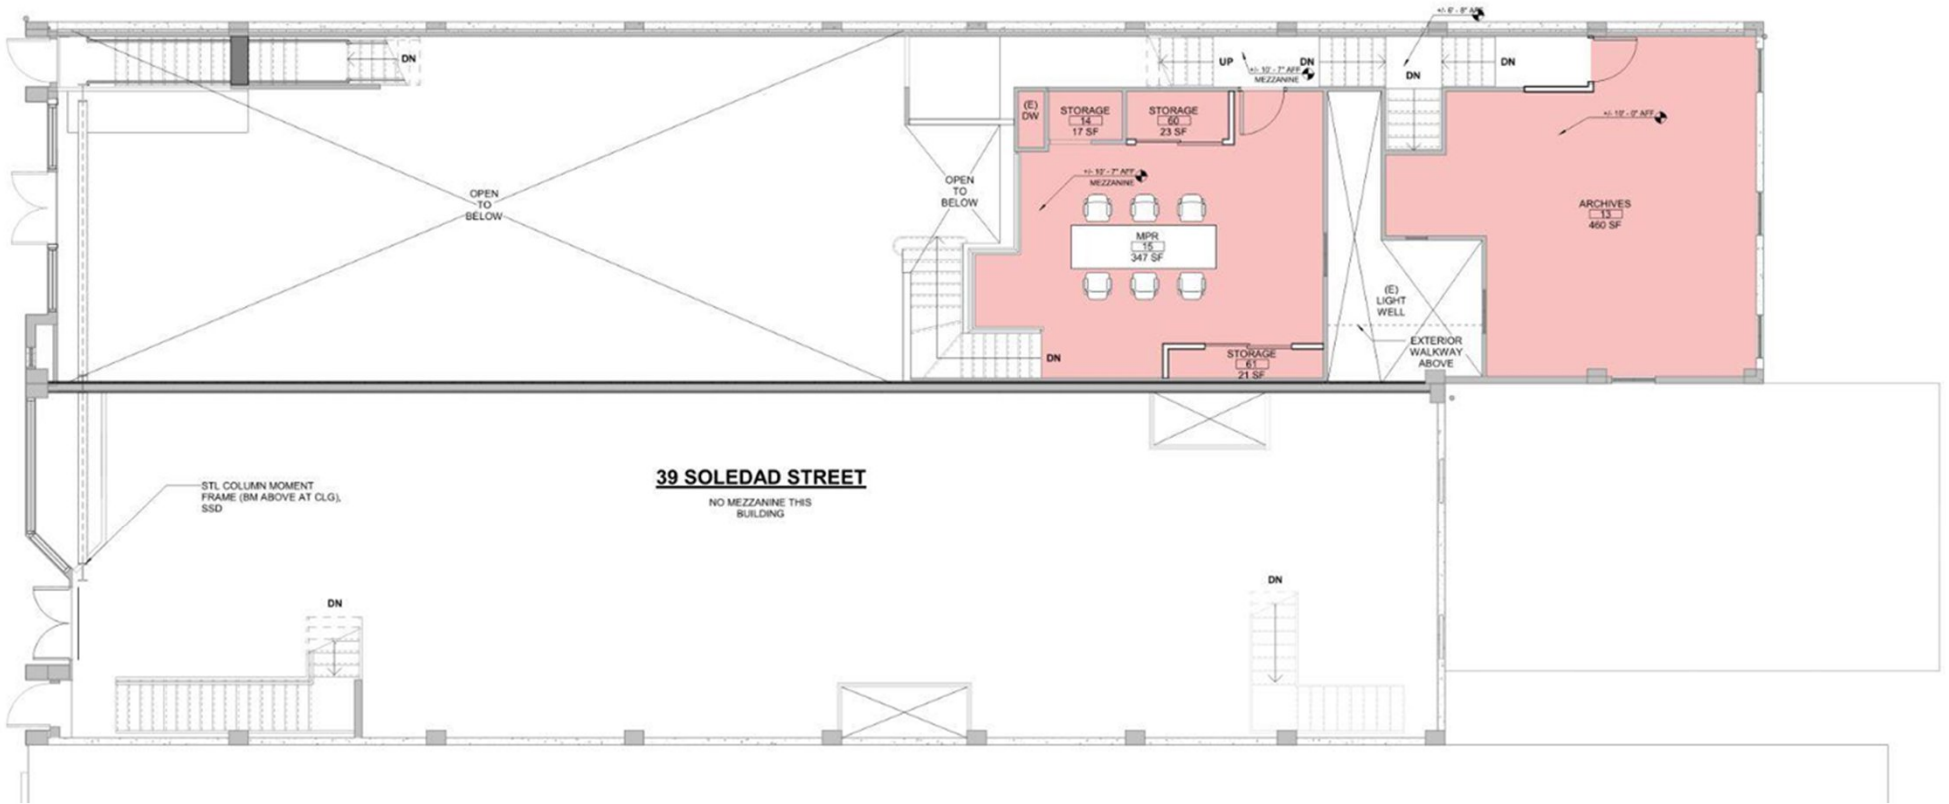 +/- 6' - 8" AFF
DN
UP
+/- 10' - 7" AFF
MEZZANINE
DN
DN
DN
(E)
DW
STORAGE
14
17 SF
STORAGE
60
23 SF
+/- 10' - 0" AFF
+/- 10' - 7" AFF
MEZZANINE
OPEN
TO
BELOW
OPEN
TO
BELOW
MPR
15
347 SF
ARCHIVES
13
460 SF
(E)
LIGHT
WELL
EXTERIOR
WALKWAY
ABOVE
DN
STORAGE
61
21 SF
39 SOLEDAD STREET
NO MEZZANINE THIS
BUILDING
STL COLUMN MOMENT
FRAME (BM ABOVE AT CLG),
SSD
DN
DN